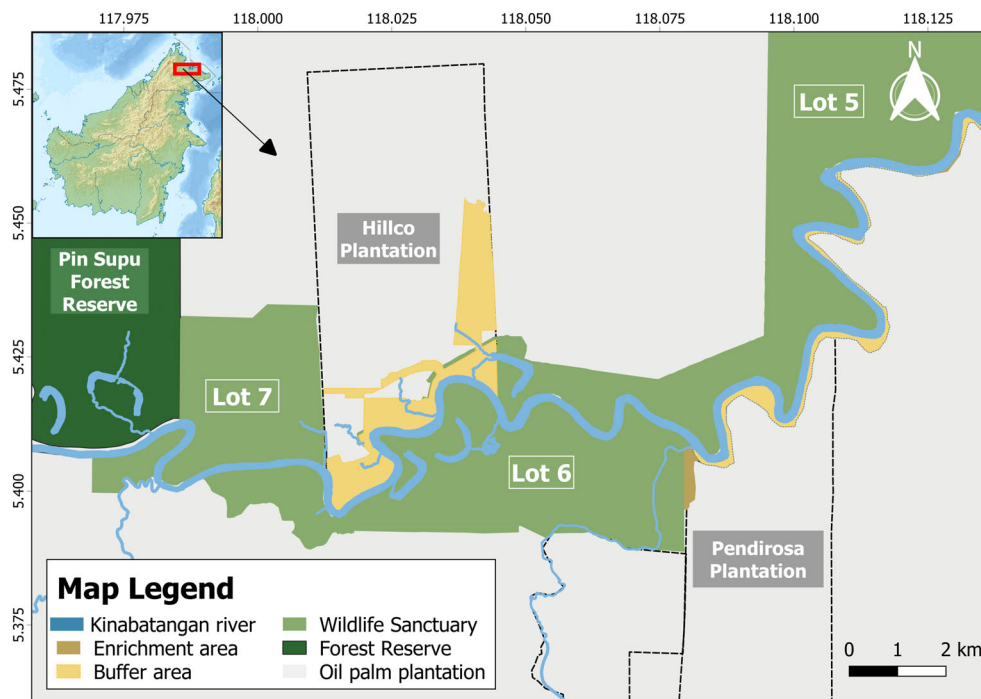 117.975 118.000 118.025 118.050 118.075 118.100 118.125
5.475
5.450
5.425
5.400
5.375
N
Lot 5
Hillco
Plantation
Pin Supu
Forest
Reserve
Lot 7
Lot 6
Pendirosa
Plantation
Map Legend
Kinabatangan river
Enrichment area
Buffer area
Wildlife Sanctuary
Forest Reserve
Oil palm plantation
0 1 2 km